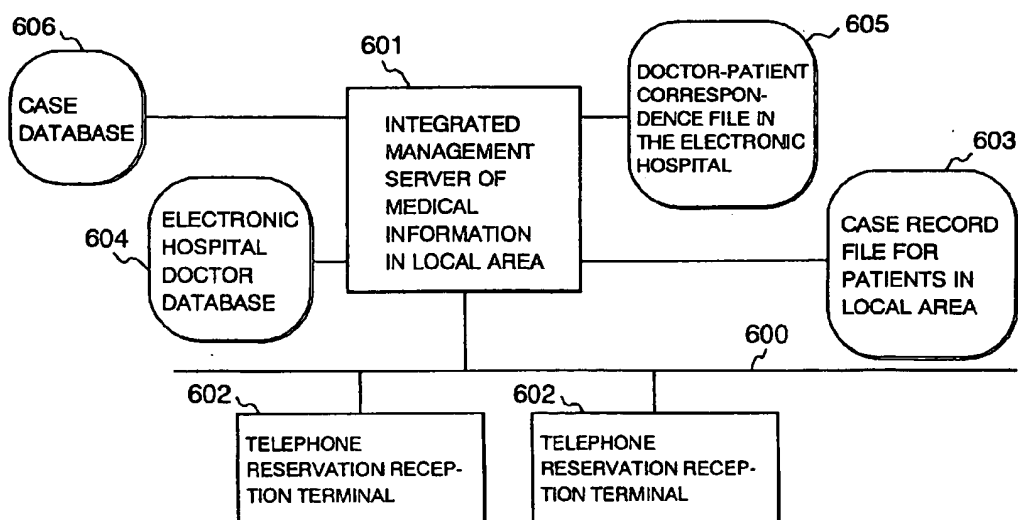 606
CASE
DATABASE
601
INTEGRATED
MANAGEMENT
SERVER OF
MEDICAL
INFORMATION
IN LOCAL AREA
605
DOCTOR-PATIENT
CORRESPON-
DENCE FILE IN
THE ELECTRONIC
HOSPITAL
604
ELECTRONIC
HOSPITAL
DOCTOR
DATABASE
603
CASE RECORD
FILE FOR
PATIENTS IN
LOCAL AREA
600
602
TELEPHONE
RESERVATION RECEP-
TION TERMINAL
602
TELEPHONE
RESERVATION RECEP-
TION TERMINAL